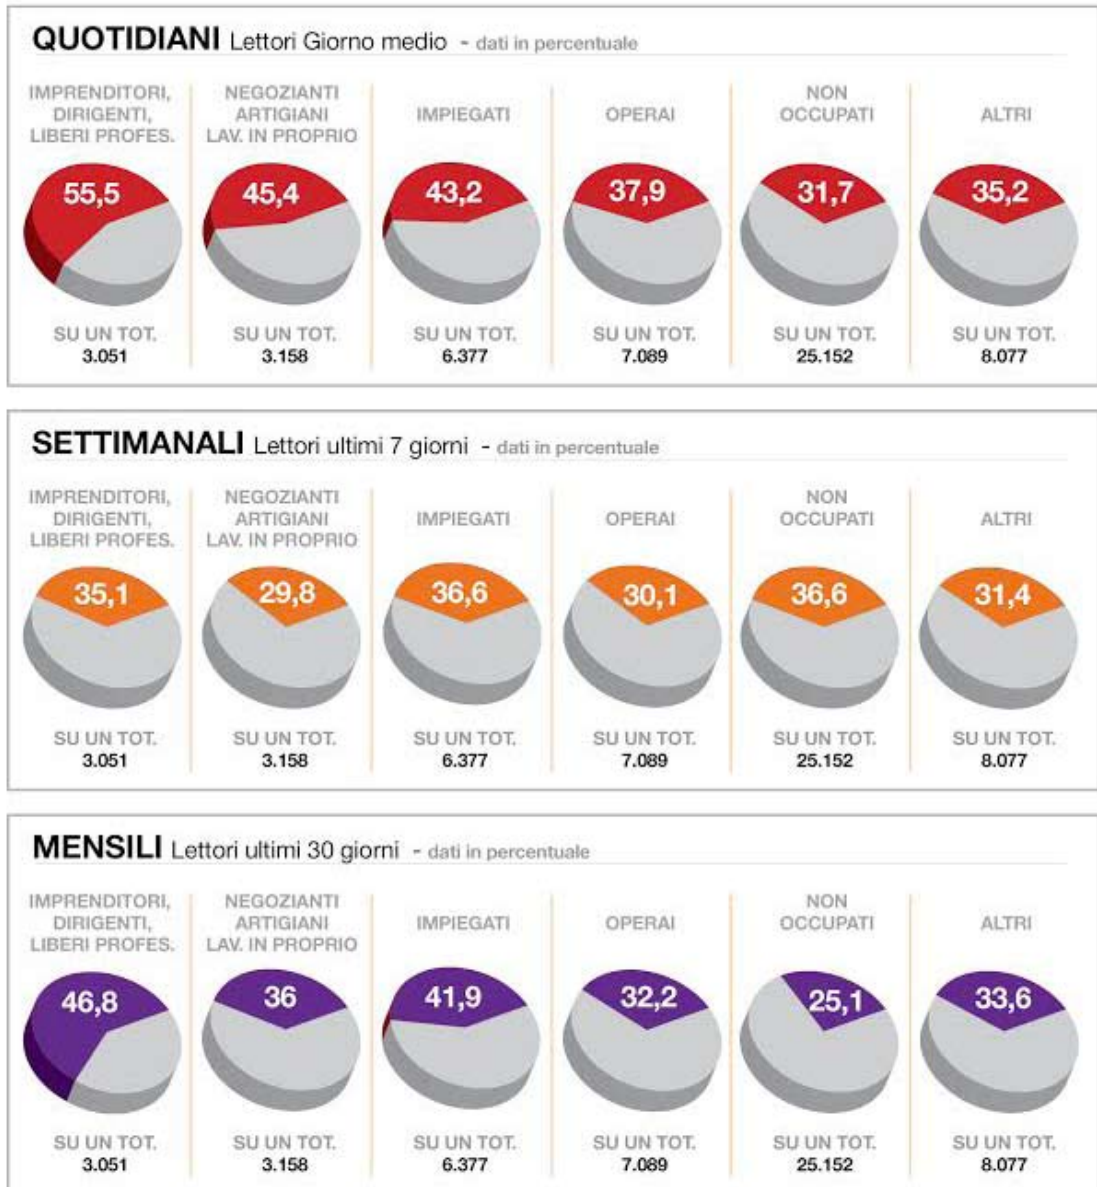 QUOTIDIANI Lettori Giorno medio - dati in percentuale
IMPRENDITORI,
DIRIGENTI,
LIBERI PROFES.
NEGOZIANTI
ARTIGIANI
LAV. IN PROPRIO
IMPIEGATI
OPERAI
NON
OCCUPATI
ALTRI
55,5
45,4
43,2
37,9
31,7
35,2
SU UN TOT.
3.051
SU UN TOT.
3.158
SU UN TOT.
6.377
SU UN TOT.
7.089
SU UN TOT.
25.152
SU UN TOT.
8.077
SETTIMANALI Lettori ultimi 7 giorni - dati in percentuale
IMPRENDITORI,
DIRIGENTI,
LIBERI PROFES.
NEGOZIANTI
ARTIGIANI
LAV. IN PROPRIO
IMPIEGATI
OPERAI
NON
OCCUPATI
ALTRI
35,1
29,8
36,6
30,1
36,6
31,4
SU UN TOT.
3.051
SU UN TOT.
3.158
SU UN TOT.
6.377
SU UN TOT.
7.089
SU UN TOT.
25.152
SU UN TOT.
8.077
MENSILI Lettori ultimi 30 giorni - dati in percentuale
IMPRENDITORI,
DIRIGENTI,
LIBERI PROFES.
NEGOZIANTI
ARTIGIANI
LAV. IN PROPRIO
IMPIEGATI
OPERAI
NON
OCCUPATI
ALTRI
46,8
36
41,9
32,2
25,1
33,6
SU UN TOT.
3.051
SU UN TOT.
3.158
SU UN TOT.
6.377
SU UN TOT.
7.089
SU UN TOT.
25.152
SU UN TOT.
8.077